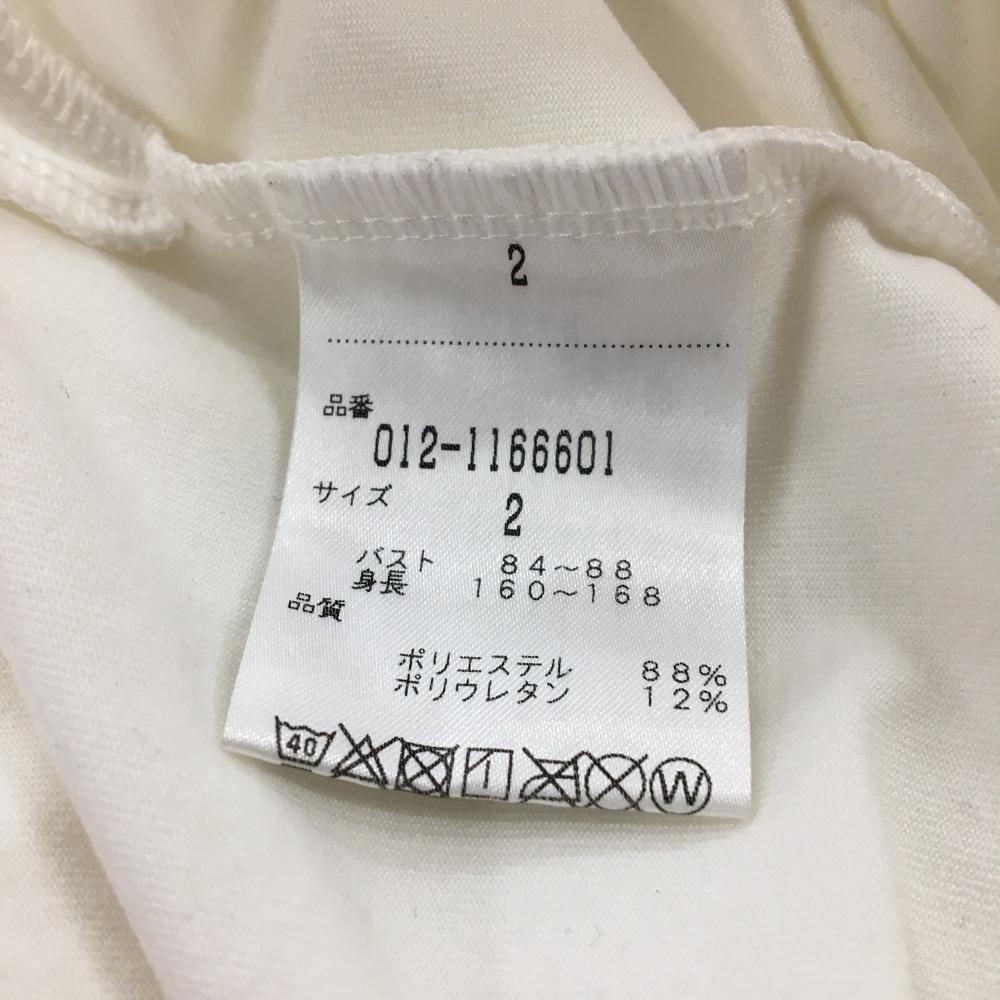 2
品番
012-1166601
サイズ
2
バスト 84～88
身長 160～168
品質
ポリエステル 88%
ポリウレタン 12%
40
W